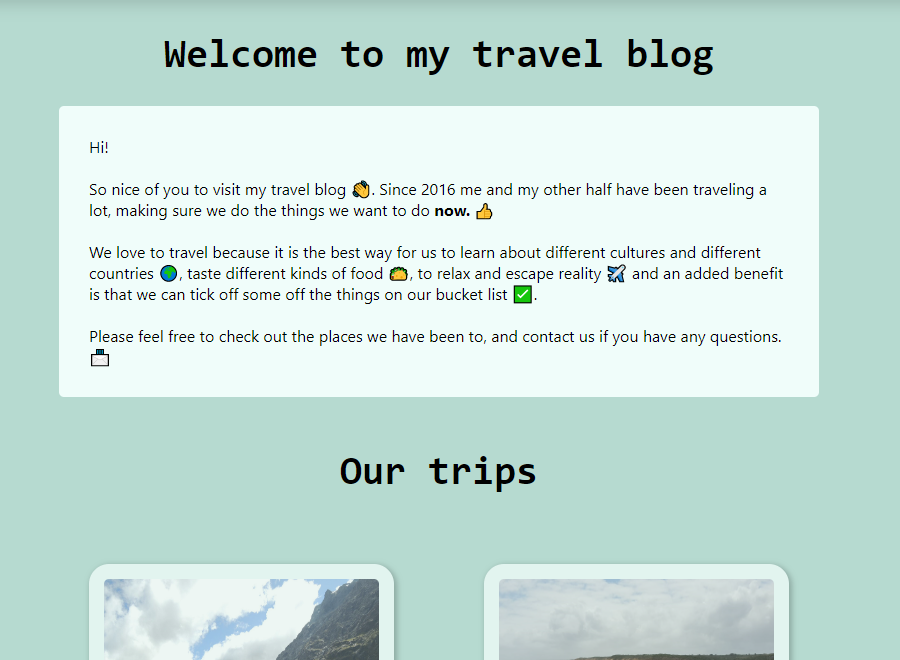 Welcome to my travel blog
Hi!
So nice of you to visit my travel blog 👏. Since 2016 me and my other half have been traveling a
lot, making sure we do the things we want to do now. 👍
We love to travel because it is the best way for us to learn about different cultures and different
countries 🌍, taste different kinds of food 🌮, to relax and escape reality ✈️ and an added benefit
is that we can tick off some off the things on our bucket list ✅.
Please feel free to check out the places we have been to, and contact us if you have any questions.
📩
Our trips